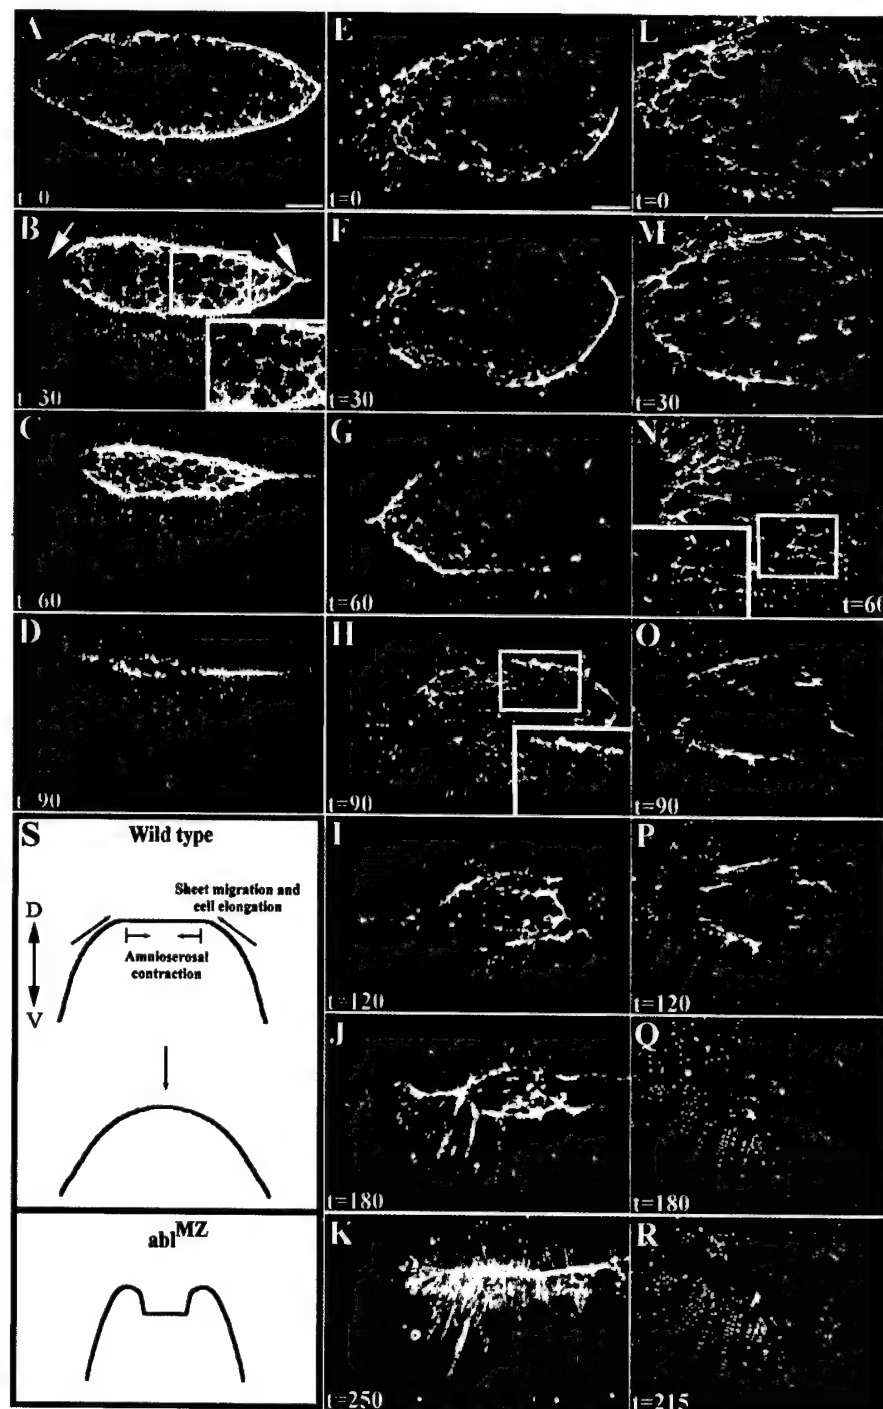 A
t=0
E
t=0
L
t=0
B
t=30
F
t=30
M
t=30
C
t=60
G
t=60
N
t=60
D
t=90
H
t=90
O
t=90
S
Wild type
Sheet migration and
cell elongation
D
Amnioserosal
contraction
V
abl^MZ
I
t=120
P
t=120
J
t=180
Q
t=180
K
t=250
R
t=215